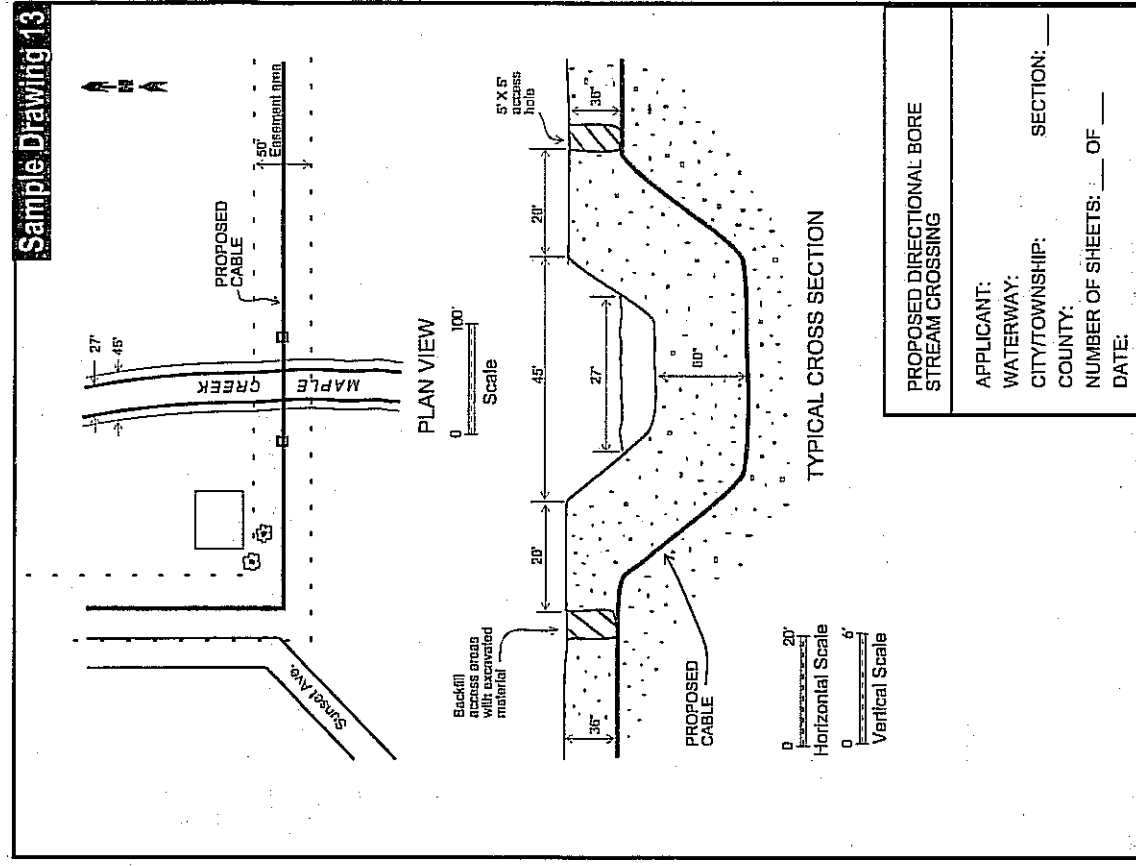 Sample Drawing 13
N
27'
45'
50'
Easement area
PROPOSED
CABLE
MAPLE
CREEK
Sunset Ave.
PLAN VIEW
0 100'
Scale
Backfill
access areas
with excavated
material
5' X 5'
access
hole
20'
45'
20'
27'
36"
36"
60"
PROPOSED
CABLE
TYPICAL CROSS SECTION
0 20'
Horizontal Scale
0 6'
Vertical Scale
PROPOSED DIRECTIONAL BORE
STREAM CROSSING
APPLICANT:
WATERWAY:
CITY/TOWNSHIP: SECTION: __
COUNTY:
NUMBER OF SHEETS: __ OF __
DATE: